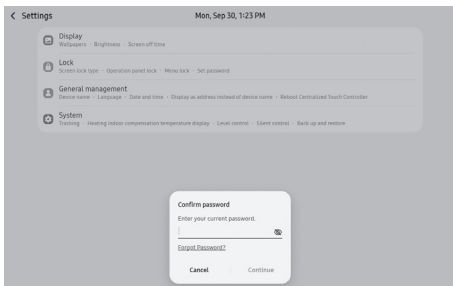 Settings
Mon, Sep 30, 1:23 PM
Display
Wallpapers · Brightness · Screen off time
Lock
Screen lock type · Operation panel lock · Menu lock · Set password
General management
Device name · Language · Date and time · Display as address instead of device name · Reboot Centralized Touch Controller
System
Tracking · Heating indoor compensation temperature display · Level control · Silent control · Back up and restore
Confirm password
Enter your current password.
Forgot Password?
Cancel
Continue